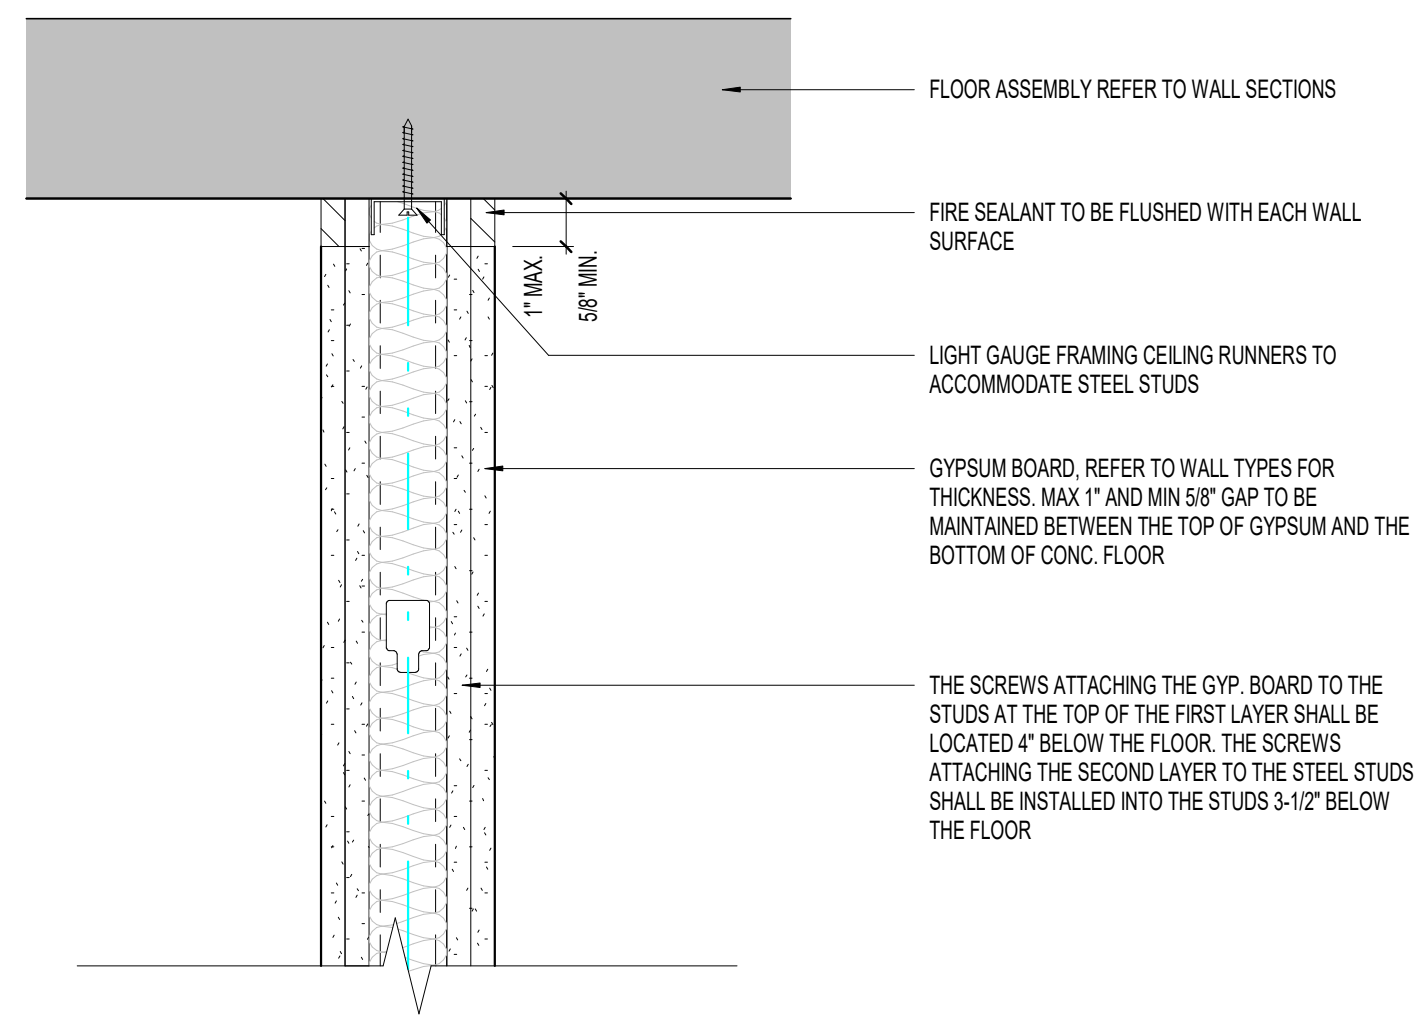 FLOOR ASSEMBLY REFER TO WALL SECTIONS
FIRE SEALANT TO BE FLUSHED WITH EACH WALL
SURFACE
1" MAX.
5/8" MIN.
LIGHT GAUGE FRAMING CEILING RUNNERS TO
ACCOMMODATE STEEL STUDS
GYPSUM BOARD, REFER TO WALL TYPES FOR
THICKNESS. MAX 1" AND MIN 5/8" GAP TO BE
MAINTAINED BETWEEN THE TOP OF GYPSUM AND THE
BOTTOM OF CONC. FLOOR
THE SCREWS ATTACHING THE GYP. BOARD TO THE
STUDS AT THE TOP OF THE FIRST LAYER SHALL BE
LOCATED 4" BELOW THE FLOOR. THE SCREWS
ATTACHING THE SECOND LAYER TO THE STEEL STUDS
SHALL BE INSTALLED INTO THE STUDS 3-1/2" BELOW
THE FLOOR